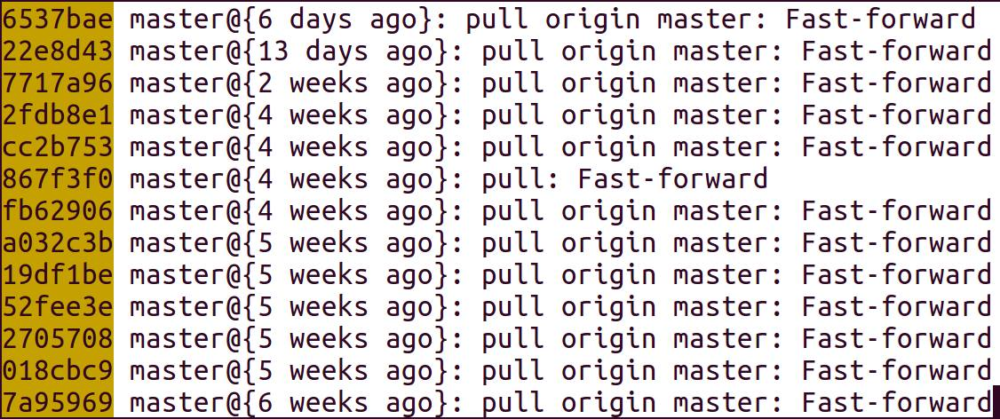 6537bae master@{6 days ago}: pull origin master: Fast-forward
22e8d43 master@{13 days ago}: pull origin master: Fast-forward
7717a96 master@{2 weeks ago}: pull origin master: Fast-forward
2fdb8e1 master@{4 weeks ago}: pull origin master: Fast-forward
cc2b753 master@{4 weeks ago}: pull origin master: Fast-forward
867f3f0 master@{4 weeks ago}: pull: Fast-forward
fb62906 master@{4 weeks ago}: pull origin master: Fast-forward
a032c3b master@{5 weeks ago}: pull origin master: Fast-forward
19df1be master@{5 weeks ago}: pull origin master: Fast-forward
52fee3e master@{5 weeks ago}: pull origin master: Fast-forward
2705708 master@{5 weeks ago}: pull origin master: Fast-forward
018cbc9 master@{5 weeks ago}: pull origin master: Fast-forward
7a95969 master@{6 weeks ago}: pull origin master: Fast-forward